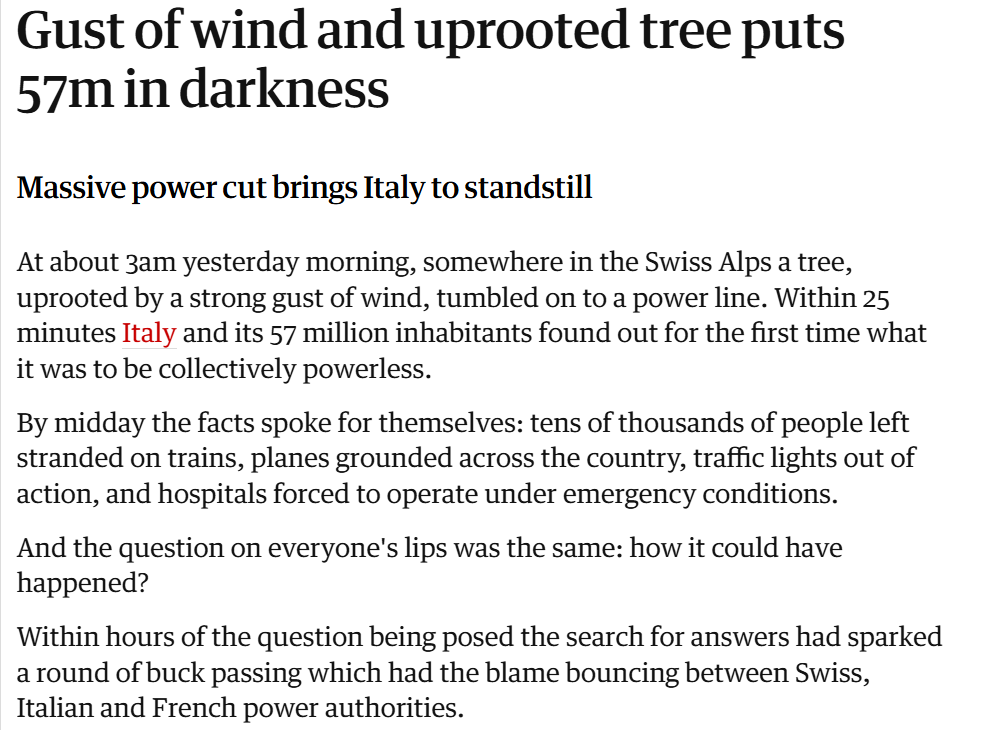 Gust of wind and uprooted tree puts
57m in darkness
Massive power cut brings Italy to standstill
At about 3am yesterday morning, somewhere in the Swiss Alps a tree,
uprooted by a strong gust of wind, tumbled on to a power line. Within 25
minutes Italy and its 57 million inhabitants found out for the first time what
it was to be collectively powerless.
By midday the facts spoke for themselves: tens of thousands of people left
stranded on trains, planes grounded across the country, traffic lights out of
action, and hospitals forced to operate under emergency conditions.
And the question on everyone's lips was the same: how it could have
happened?
Within hours of the question being posed the search for answers had sparked
a round of buck passing which had the blame bouncing between Swiss,
Italian and French power authorities.